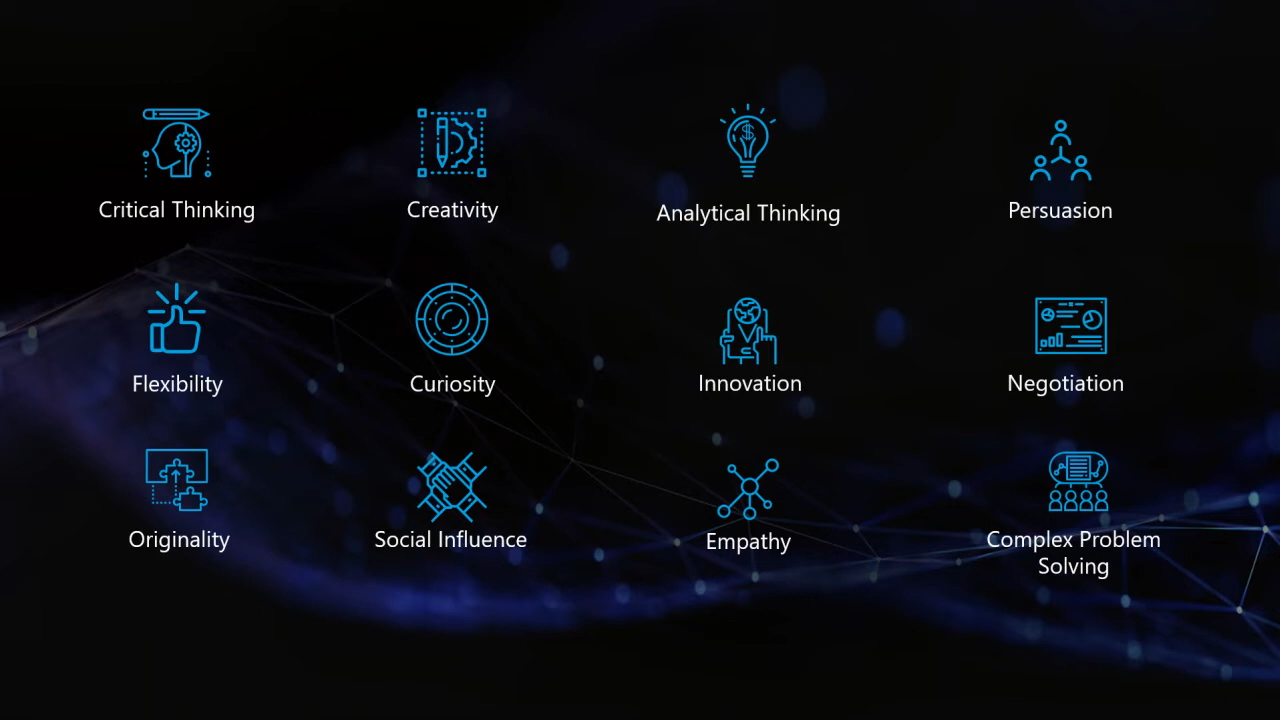 Critical Thinking
Creativity
Analytical Thinking
Persuasion
Flexibility
Curiosity
Innovation
Negotiation
Originality
Social Influence
Empathy
Complex Problem
Solving